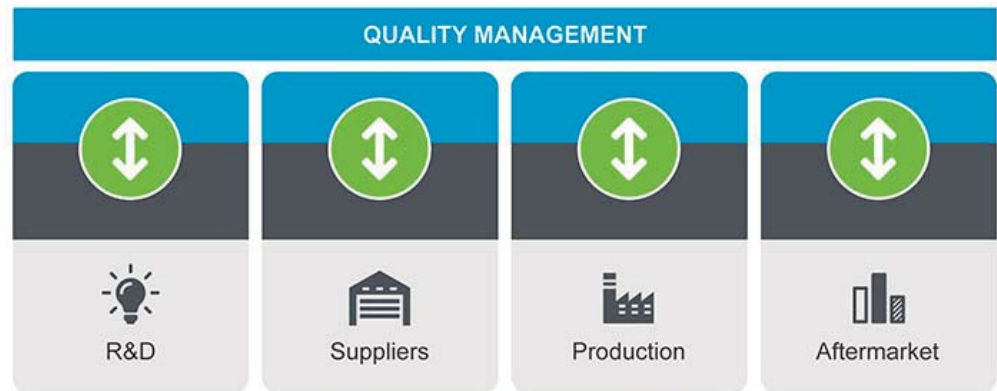 QUALITY MANAGEMENT
R&D
Suppliers
Production
Aftermarket